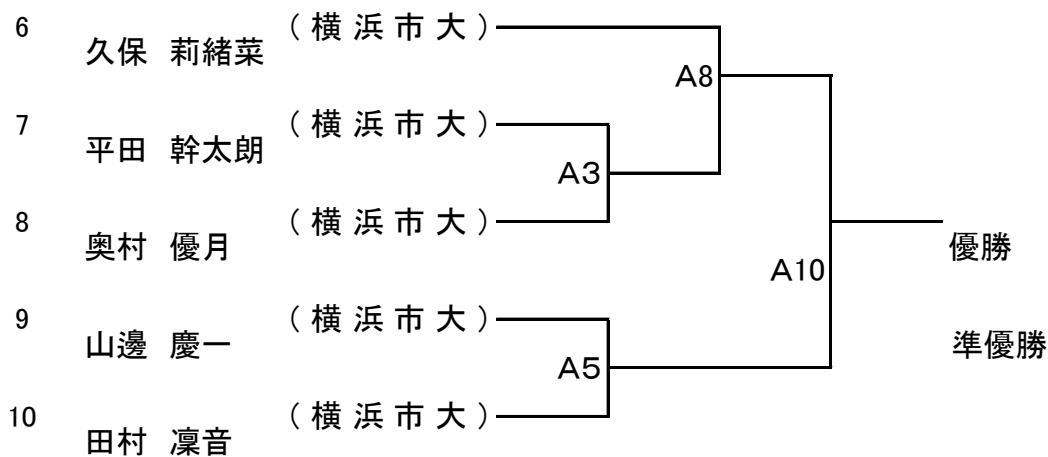 6 久保 莉緒菜 (横浜市大)
A8
7 平田 幹太朗 (横浜市大)
A3
8 奥村 優月 (横浜市大)
優勝
A10
9 山邊 慶一 (横浜市大)
準優勝
A5
10 田村 凜音 (横浜市大)